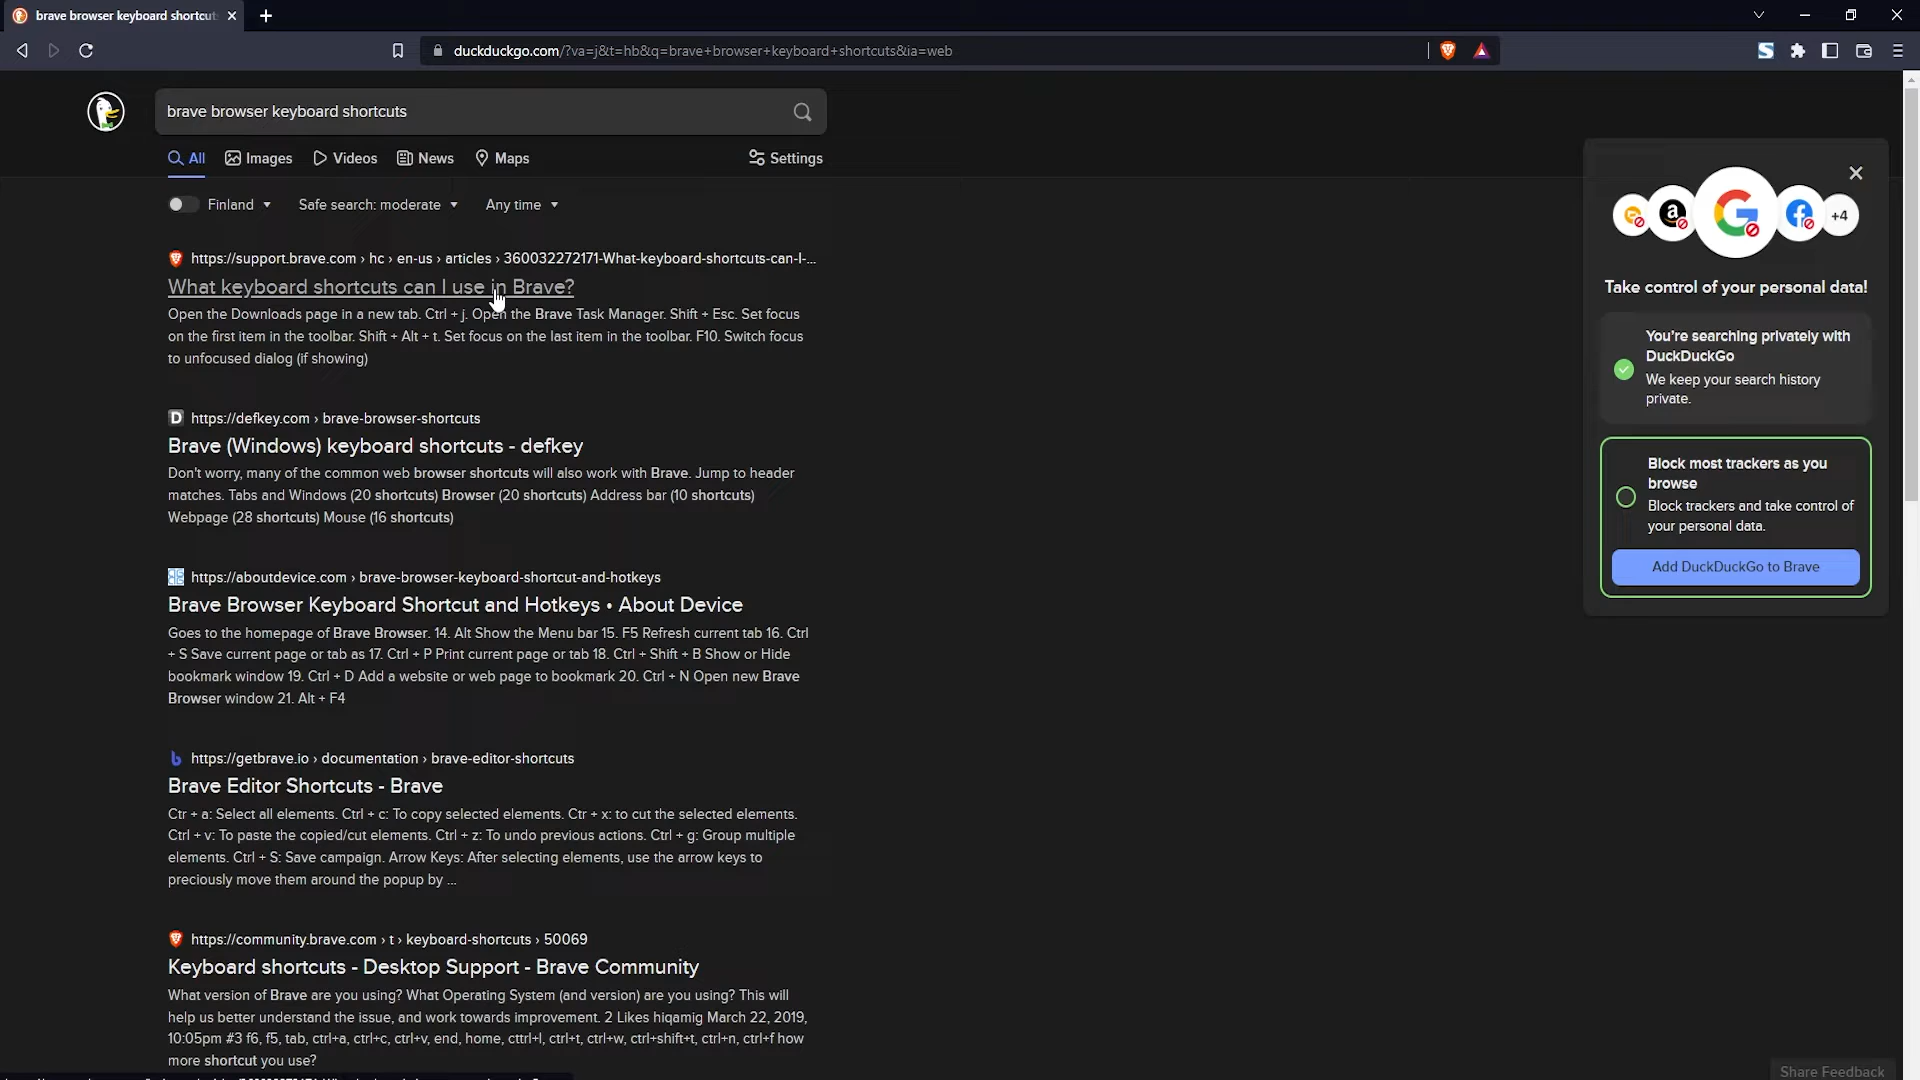 brave browser keyboard shortcut
duckduckgo.com/?va=j&t=hb&q=brave+browser+keyboard+shortcuts&ia=web
brave browser keyboard shortcuts
All Images Videos News Maps Settings
Finland Safe search: moderate Any time
https://support.brave.com › hc › en-us › articles › 360032272171-What-keyboard-shortcuts-can-I-...
What keyboard shortcuts can I use in Brave?
Open the Downloads page in a new tab. Ctrl + j. Open the Brave Task Manager. Shift + Esc. Set focus
on the first item in the toolbar. Shift + Alt + t. Set focus on the last item in the toolbar. F10. Switch focus
to unfocused dialog (if showing)
D https://defkey.com › brave-browser-shortcuts
Brave (Windows) keyboard shortcuts - defkey
Don't worry, many of the common web browser shortcuts will also work with Brave. Jump to header
matches. Tabs and Windows (20 shortcuts) Browser (20 shortcuts) Address bar (10 shortcuts)
Webpage (28 shortcuts) Mouse (16 shortcuts)
https://aboutdevice.com › brave-browser-keyboard-shortcut-and-hotkeys
Brave Browser Keyboard Shortcut and Hotkeys • About Device
Goes to the homepage of Brave Browser. 14. Alt Show the Menu bar 15. F5 Refresh current tab 16. Ctrl
+ S Save current page or tab as 17. Ctrl + P Print current page or tab 18. Ctrl + Shift + B Show or Hide
bookmark window 19. Ctrl + D Add a website or web page to bookmark 20. Ctrl + N Open new Brave
Browser window 21. Alt + F4
https://getbrave.io › documentation › brave-editor-shortcuts
Brave Editor Shortcuts - Brave
Ctr + a: Select all elements. Ctrl + c: To copy selected elements. Ctr + x: to cut the selected elements.
Ctrl + v: To paste the copied/cut elements. Ctrl + z: To undo previous actions. Ctrl + g: Group multiple
elements. Ctrl + S: Save campaign. Arrow Keys: After selecting elements, use the arrow keys to
preciously move them around the popup by ...
https://community.brave.com › t › keyboard-shortcuts › 50069
Keyboard shortcuts - Desktop Support - Brave Community
What version of Brave are you using? What Operating System (and version) are you using? This will
help us better understand the issue, and work towards improvement. 2 Likes hiqamig March 22, 2019,
10:05pm #3 f6, f5, tab, ctrl+a, ctrl+c, ctrl+v, end, home, cttrl+l, ctrl+t, ctrl+w, ctrl+shift+t, ctrl+n, ctrl+f how
more shortcut you use?
+4
Take control of your personal data!
You're searching privately with
DuckDuckGo
We keep your search history
private.
Block most trackers as you
browse
Block trackers and take control of
your personal data.
Add DuckDuckGo to Brave
Share Feedback